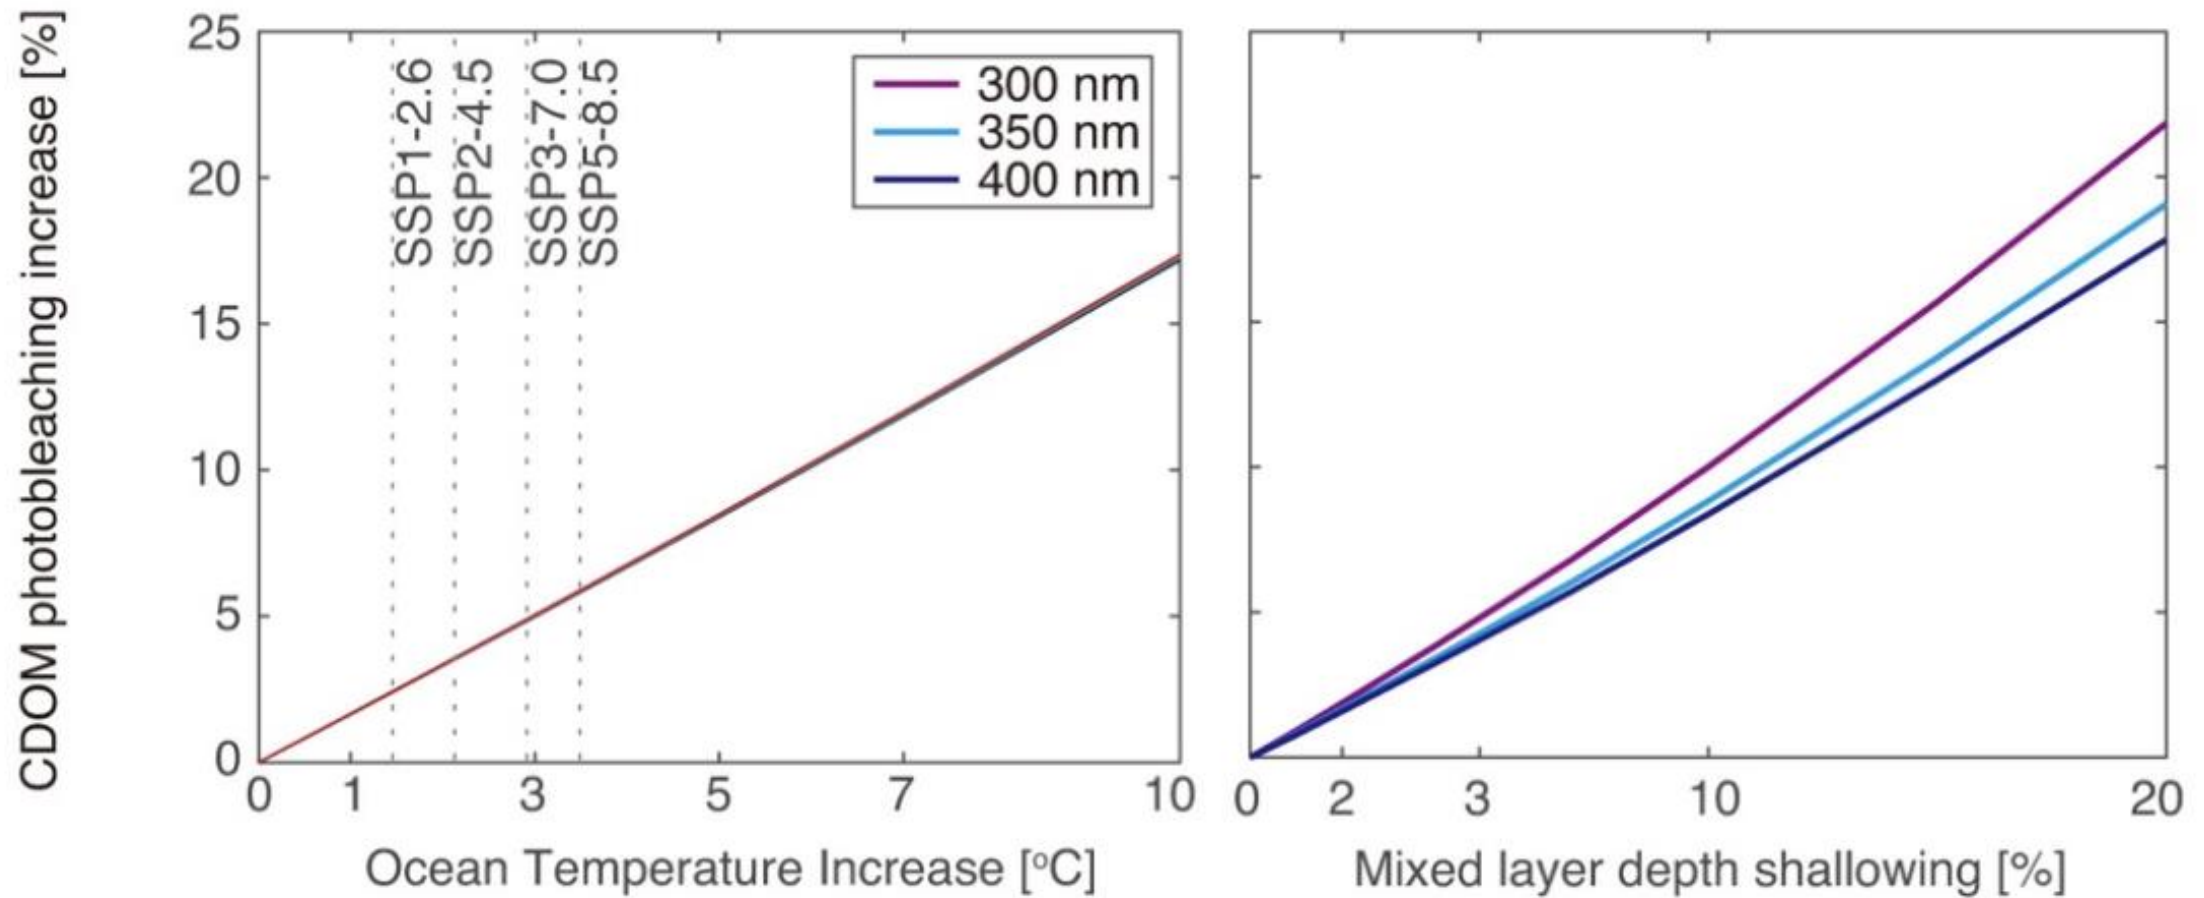 CDOM photobleaching increase [%]
25
20
15
10
5
0
SSP1-2.6
SSP2-4.5
SSP3-7.0
SSP5-8.5
300 nm
350 nm
400 nm
0 1 3 5 7 10
Ocean Temperature Increase [°C]
0 2 3 10 20
Mixed layer depth shallowing [%]